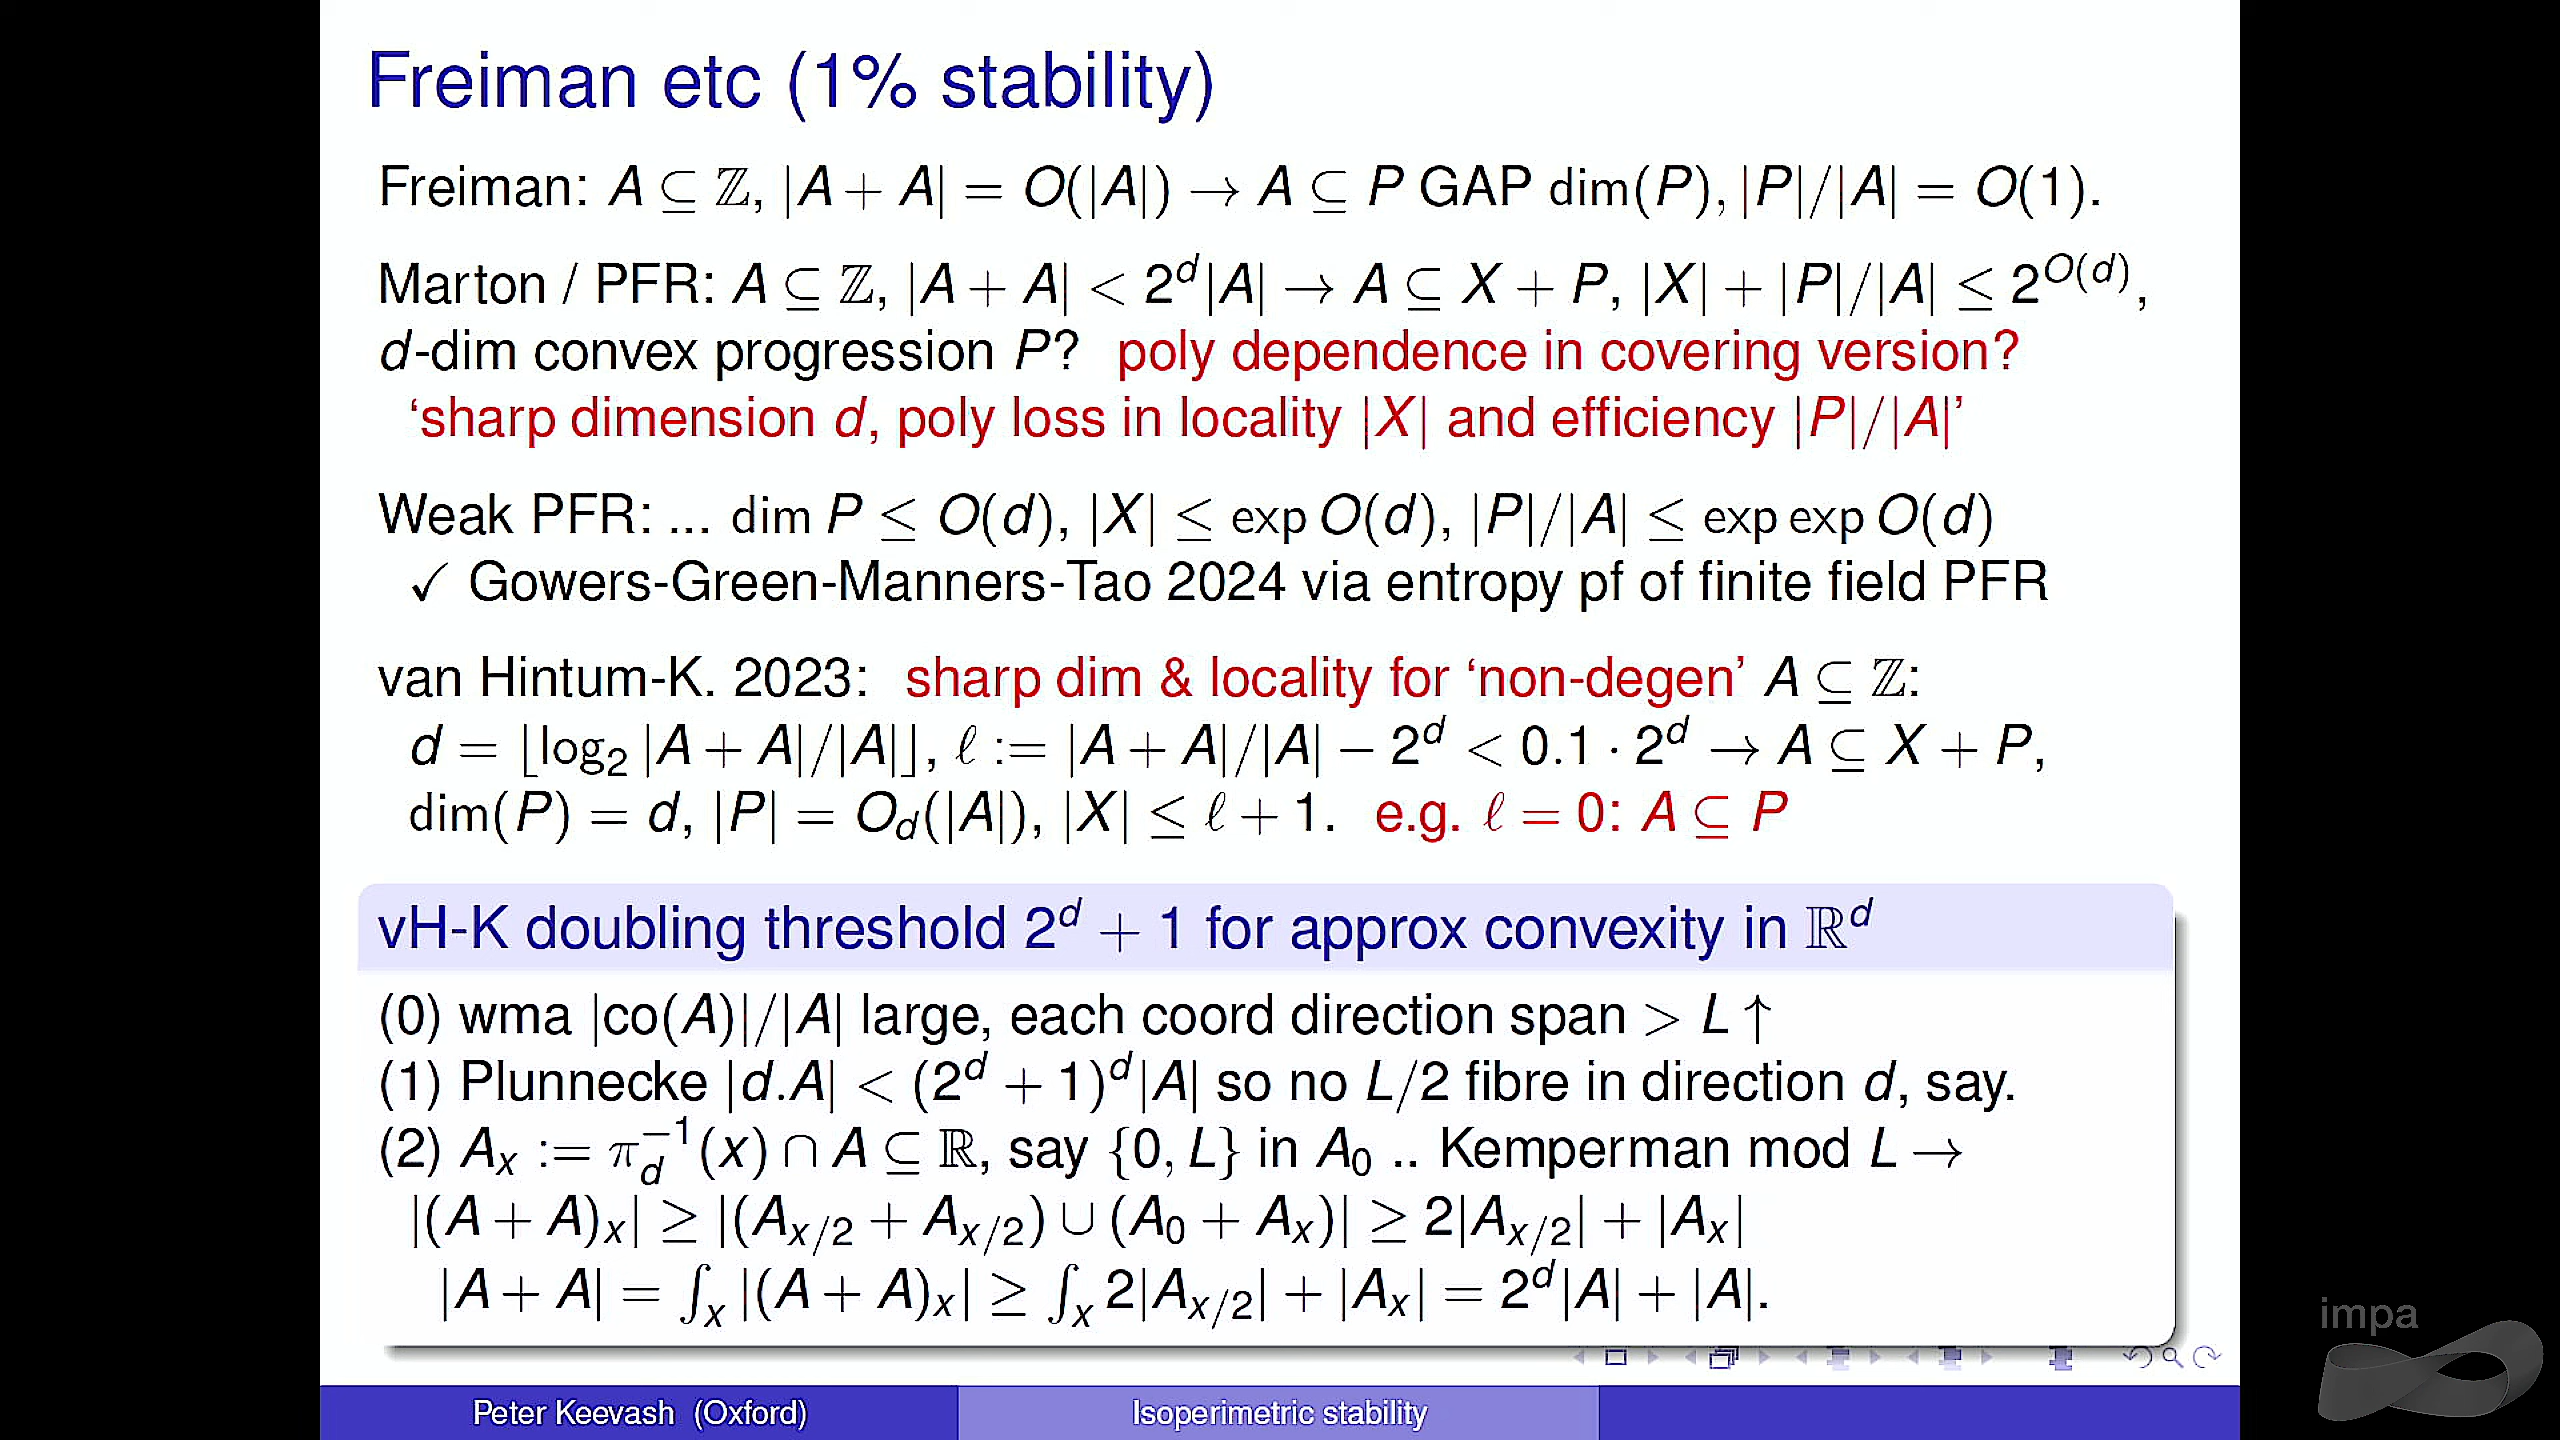 Freiman etc (1% stability)
Freiman: A ⊆ ℤ, |A + A| = O(|A|) → A ⊆ P GAP dim(P), |P|/|A| = O(1).
Marton / PFR: A ⊆ ℤ, |A + A| < 2^d|A| → A ⊆ X + P, |X| + |P|/|A| ≤ 2^{O(d)},
d-dim convex progression P? poly dependence in covering version?
‘sharp dimension d, poly loss in locality |X| and efficiency |P|/|A|’
Weak PFR: ... dim P ≤ O(d), |X| ≤ exp O(d), |P|/|A| ≤ exp exp O(d)
✓ Gowers-Green-Manners-Tao 2024 via entropy pf of finite field PFR
van Hintum-K. 2023: sharp dim & locality for ‘non-degen’ A ⊆ ℤ:
d = ⌊log₂ |A + A|/|A|⌋, ℓ := |A + A|/|A| − 2^d < 0.1 · 2^d → A ⊆ X + P,
dim(P) = d, |P| = O_d(|A|), |X| ≤ ℓ + 1. e.g. ℓ = 0: A ⊆ P
vH-K doubling threshold 2^d + 1 for approx convexity in ℝ^d
(0) wma |co(A)|/|A| large, each coord direction span > L ↑
(1) Plunnecke |d.A| < (2^d + 1)^d|A| so no L/2 fibre in direction d, say.
(2) A_x := π_d^{−1}(x) ∩ A ⊆ ℝ, say {0, L} in A_0 .. Kemperman mod L →
|(A + A)_x| ≥ |(A_{x/2} + A_{x/2}) ∪ (A_0 + A_x)| ≥ 2|A_{x/2}| + |A_x|
|A + A| = ∫_x |(A + A)_x| ≥ ∫_x 2|A_{x/2}| + |A_x| = 2^d|A| + |A|.
Peter Keevash (Oxford)
Isoperimetric stability
impa